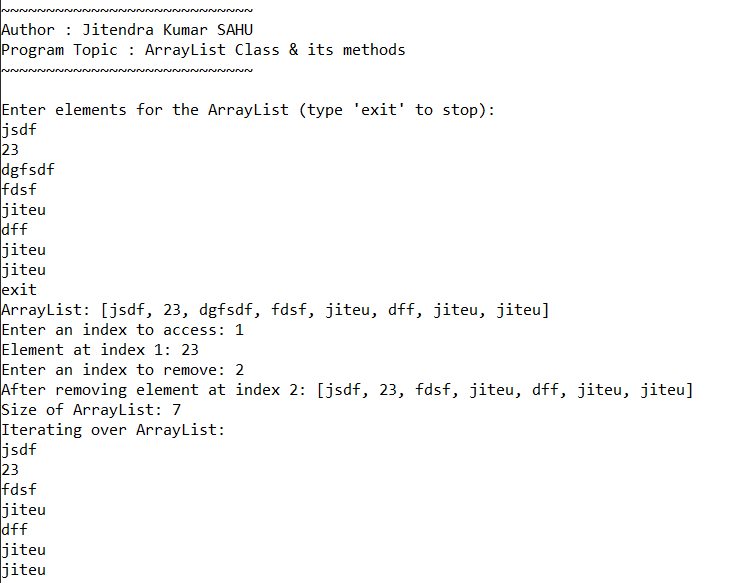 ~~~~~~~~~~~~~~~~~~~~~~~~~~~~
Author : Jitendra Kumar SAHU
Program Topic : ArrayList Class & its methods
~~~~~~~~~~~~~~~~~~~~~~~~~~~~
Enter elements for the ArrayList (type 'exit' to stop):
jsdf
23
dgfsdf
fdsf
jiteu
dff
jiteu
jiteu
exit
ArrayList: [jsdf, 23, dgfsdf, fdsf, jiteu, dff, jiteu, jiteu]
Enter an index to access: 1
Element at index 1: 23
Enter an index to remove: 2
After removing element at index 2: [jsdf, 23, fdsf, jiteu, dff, jiteu, jiteu]
Size of ArrayList: 7
Iterating over ArrayList:
jsdf
23
fdsf
jiteu
dff
jiteu
jiteu